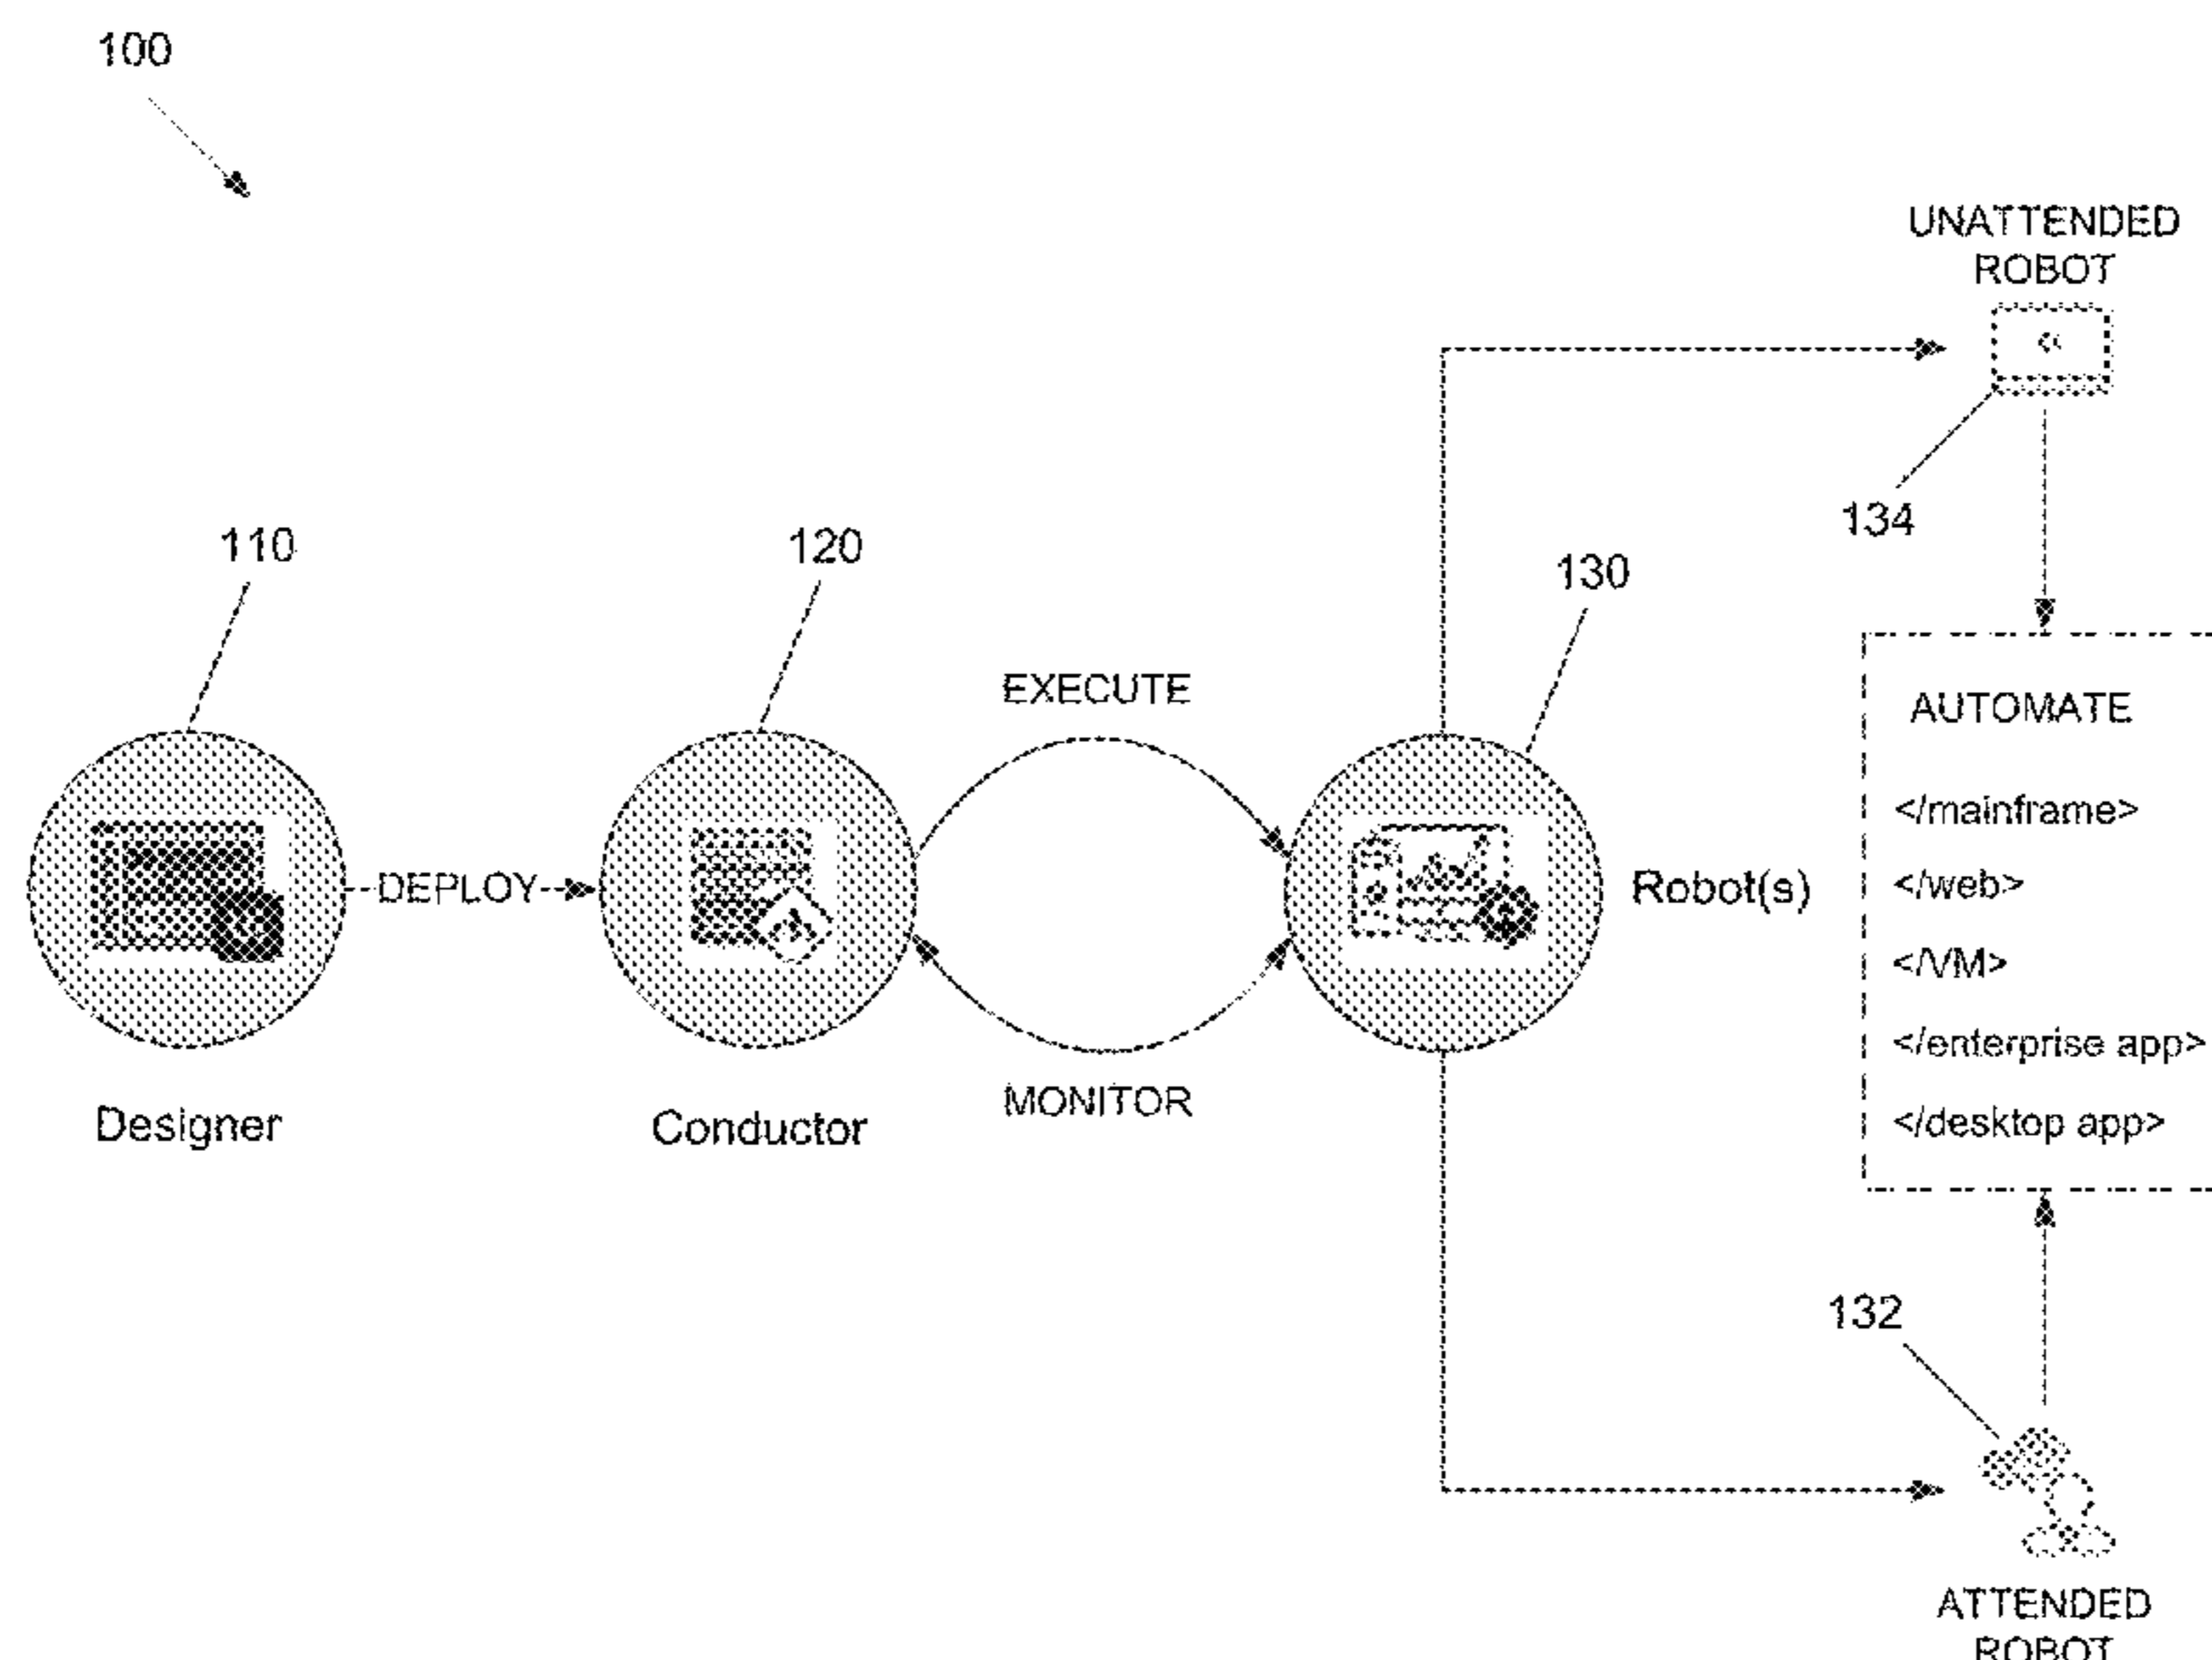 100
UNATTENDED
ROBOT
134
110
120
130
EXECUTE
AUTOMATE
</mainframe>
DEPLOY
Robot(s)
</web>
</VM>
</enterprise app>
MONITOR
Designer
Conductor
</desktop app>
132
ATTENDED
ROBOT